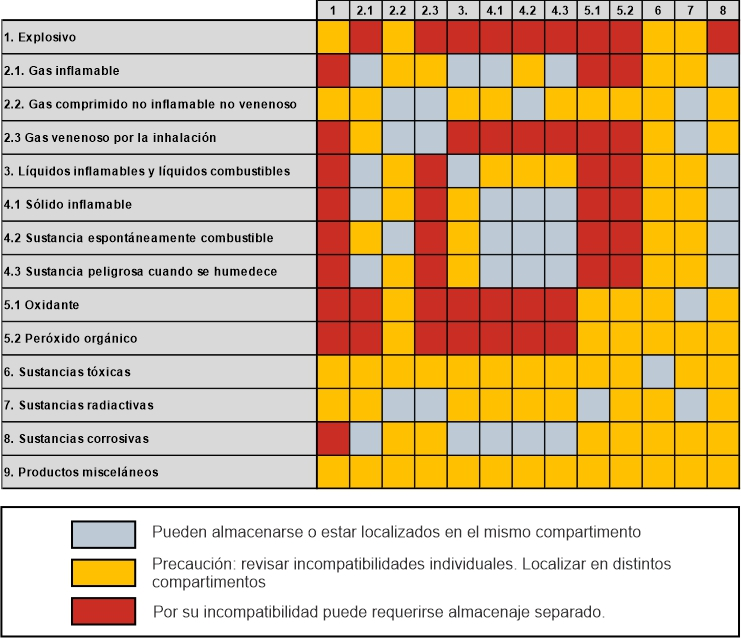 1 2.1 2.2 2.3 3. 4.1 4.2 4.3 5.1 5.2 6 7 8
1. Explosivo
2.1. Gas inflamable
2.2. Gas comprimido no inflamable no venenoso
2.3 Gas venenoso por la inhalación
3. Líquidos inflamables y líquidos combustibles
4.1 Sólido inflamable
4.2 Sustancia espontáneamente combustible
4.3 Sustancia peligrosa cuando se humedece
5.1 Oxidante
5.2 Peróxido orgánico
6. Sustancias tóxicas
7. Sustancias radiactivas
8. Sustancias corrosivas
9. Productos misceláneos
Pueden almacenarse o estar localizados en el mismo compartimento
Precaución: revisar incompatibilidades individuales. Localizar en distintos
compartimentos
Por su incompatibilidad puede requerirse almacenaje separado.